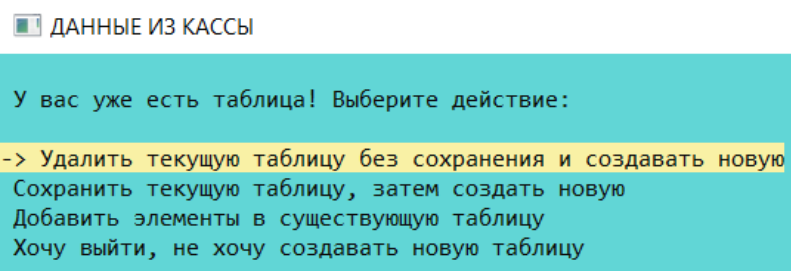 ДАННЫЕ ИЗ КАССЫ
У вас уже есть таблица! Выберите действие:
-> Удалить текущую таблицу без сохранения и создавать новую
Сохранить текущую таблицу, затем создать новую
Добавить элементы в существующую таблицу
Хочу выйти, не хочу создавать новую таблицу